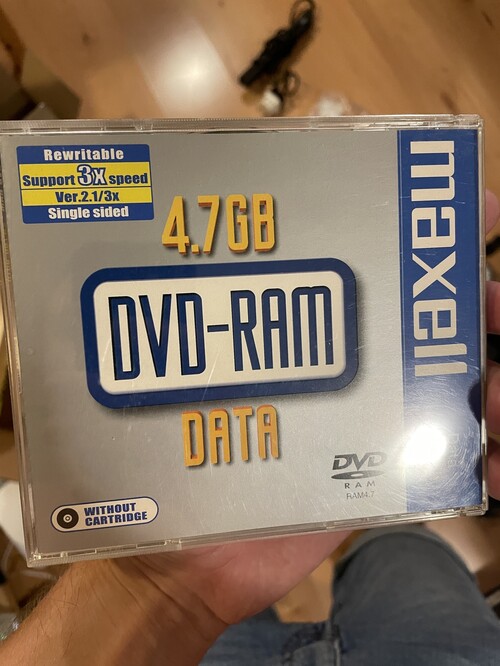 Rewritable
Support 3x speed
Ver.2.1/3x
Single sided
4.7GB
DVD-RAM
DATA
maxell
DVD
RAM
RAM4.7
WITHOUT
CARTRIDGE